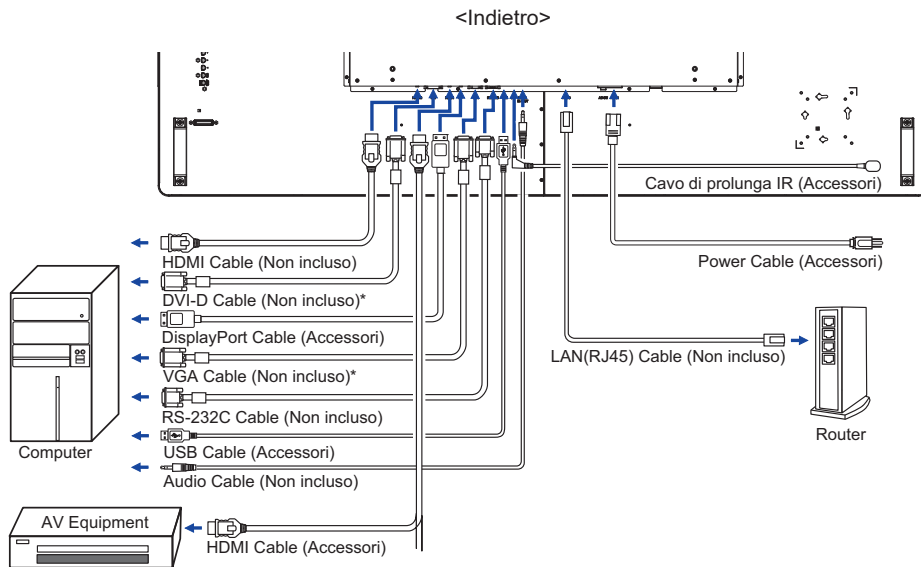 <Indietro>
Cavo di prolunga IR (Accessori)
HDMI Cable (Non incluso)
Power Cable (Accessori)
DVI-D Cable (Non incluso)*
DisplayPort Cable (Accessori)
LAN(RJ45) Cable (Non incluso)
VGA Cable (Non incluso)*
RS-232C Cable (Non incluso)
Router
Computer
USB Cable (Accessori)
Audio Cable (Non incluso)
AV Equipment
HDMI Cable (Accessori)